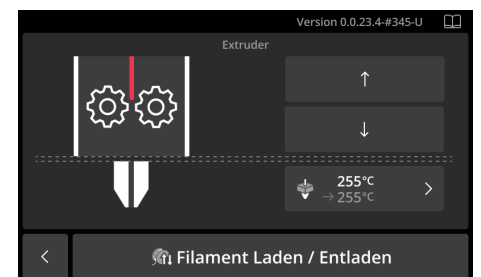 Version 0.0.23.4-#345-U
Extruder
↑
↓
255°C
→ 255°C
Filament Laden / Entladen